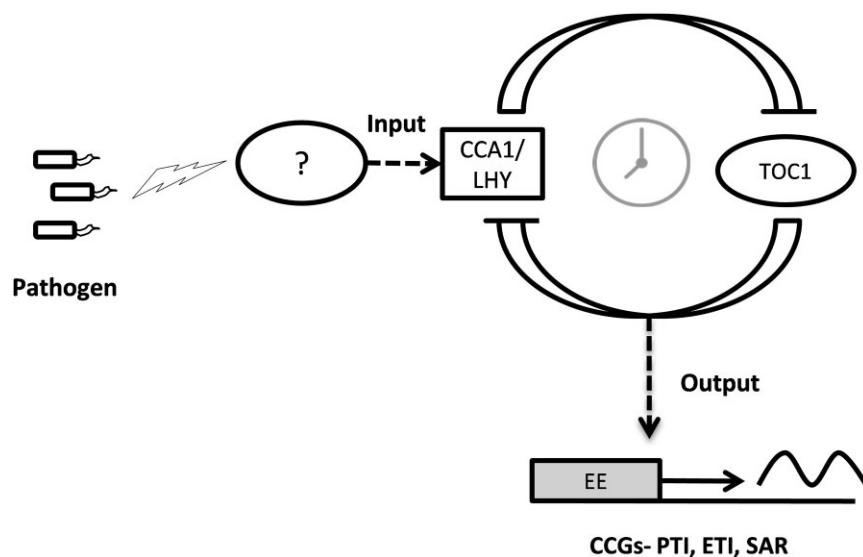 Input
?
CCA1/
LHY
TOC1
Pathogen
Output
EE
CCGs- PTI, ETI, SAR